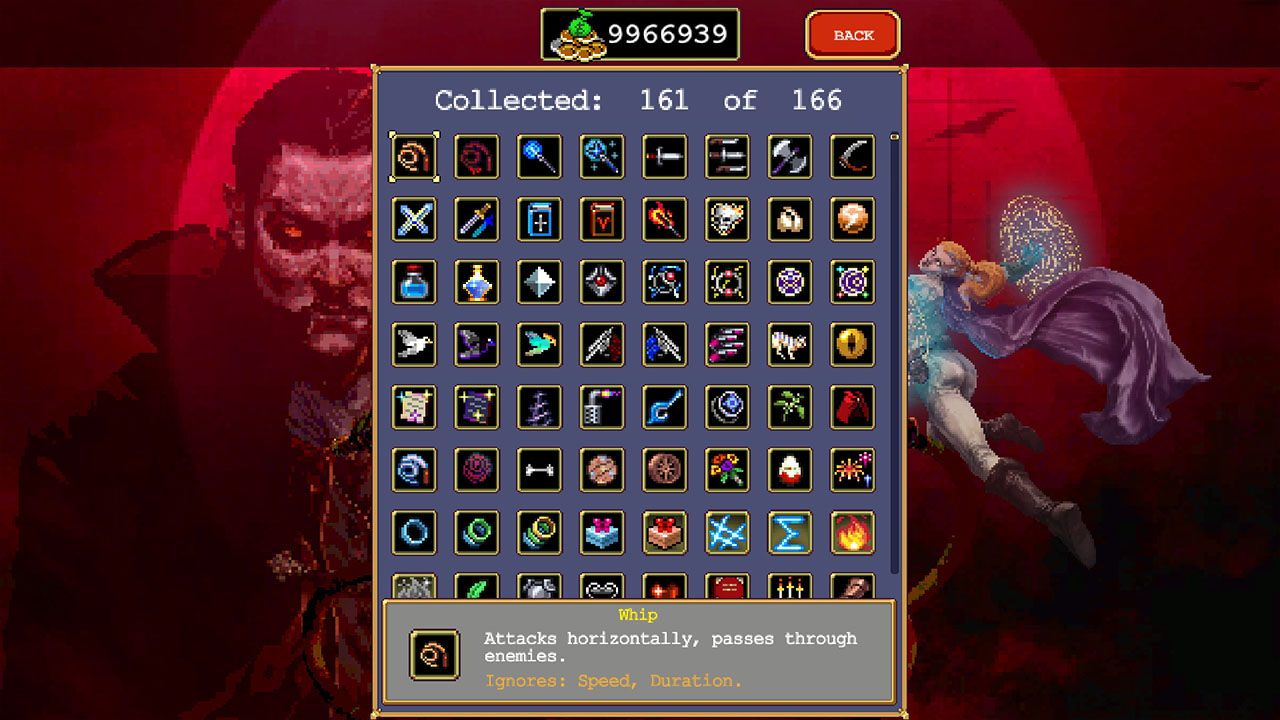 9966939
BACK
Collected: 161 of 166
Whip
Attacks horizontally, passes through
enemies.
Ignores: Speed, Duration.